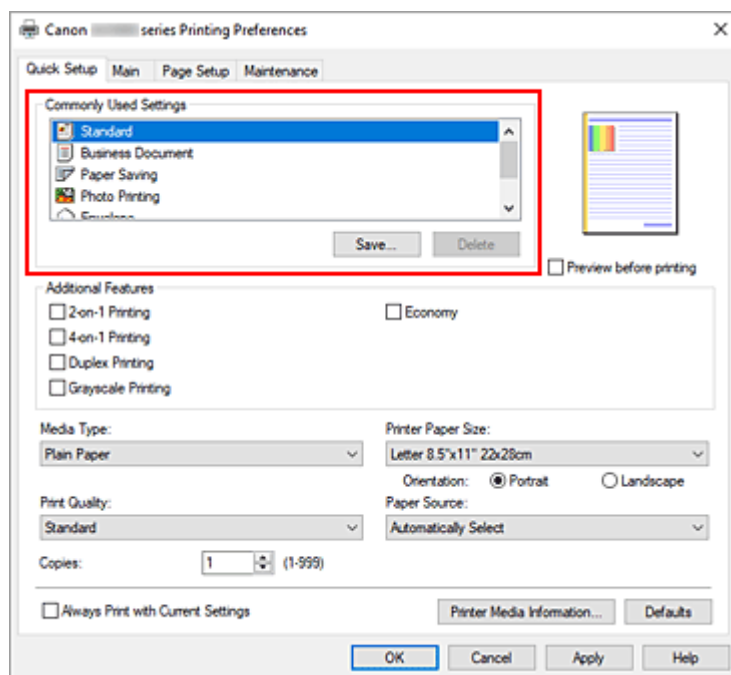 Canon series Printing Preferences
Quick Setup Main Page Setup Maintenance
Commonly Used Settings
Standard
Business Document
Paper Saving
Photo Printing
Save... Delete
Preview before printing
Additional Features
2-on-1 Printing Economy
4-on-1 Printing
Duplex Printing
Grayscale Printing
Media Type: Printer Paper Size:
Plain Paper Letter 8.5"x11" 22x28cm
Orientation: Portrait Landscape
Print Quality: Paper Source:
Standard Automatically Select
Copies: 1 (1-999)
Always Print with Current Settings Printer Media Information... Defaults
OK Cancel Apply Help